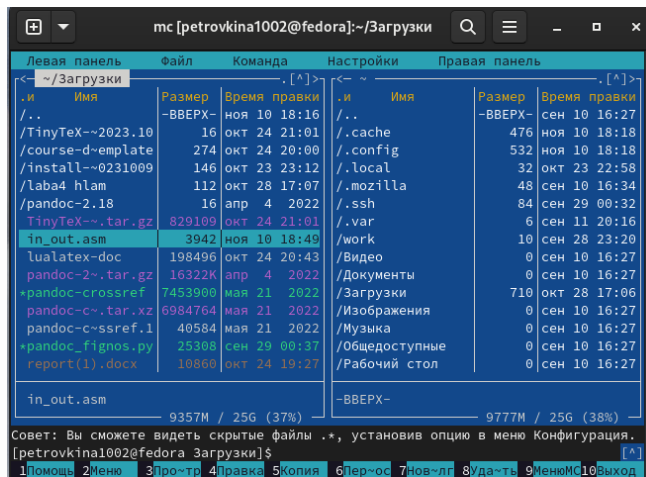 mc [petrovkina1002@fedora]:~/Загрузки
Левая панель Файл Команда Настройки Правая панель
<— ~/Загрузки .[^]> <— ~ .[^]>
.и Имя Размер Время правки .и Имя Размер Время правки
/.. -ВВЕРХ- ноя 10 18:16 /.. -ВВЕРХ- сен 10 16:27
/TinyTeX-~2023.10 16 окт 24 21:01 /.cache 476 ноя 10 18:18
/course-d~emplate 274 окт 24 20:00 /.config 532 ноя 10 18:18
/install-~0231009 146 окт 23 23:12 /.local 32 окт 23 22:58
/laba4 hlam 112 окт 28 17:07 /.mozilla 48 сен 10 16:34
/pandoc-2.18 16 апр 4 2022 /.ssh 84 сен 29 00:32
TinyTeX-~.tar.gz 829109 окт 24 21:01 /.var 6 сен 11 20:16
in_out.asm 3942 ноя 10 18:49 /work 10 сен 28 23:20
lualatex-doc 198496 окт 24 20:43 /Видео 0 сен 10 16:27
pandoc-2~.tar.gz 16322K апр 4 2022 /Документы 0 сен 10 16:27
*pandoc-crossref 7453900 мая 21 2022 /Загрузки 710 окт 28 17:06
pandoc-c~.tar.xz 6984764 мая 21 2022 /Изображения 0 сен 10 16:27
pandoc-c~ssref.1 40584 мая 21 2022 /Музыка 0 сен 10 16:27
*pandoc_fignos.py 25308 сен 29 00:37 /Общедоступные 0 сен 10 16:27
report(1).docx 10860 окт 24 19:27 /Рабочий стол 0 сен 10 16:27
in_out.asm -ВВЕРХ-
9357M / 25G (37%) 9777M / 25G (38%)
Совет: Вы сможете видеть скрытые файлы .*, установив опцию в меню Конфигурация.
[petrovkina1002@fedora Загрузки]$ [^]
1Помощь 2Меню 3Про~тр 4Правка 5Копия 6Пер~ос 7Нов~лг 8Уда~ть 9МенюMC 10Выход